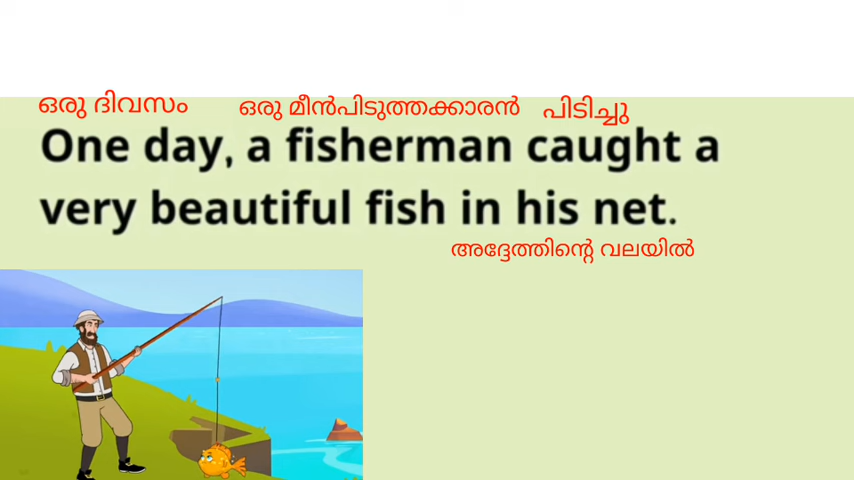 ഒരു ദിവസം ഒരു മീൻപിടുത്തക്കാരൻ പിടിച്ചു
One day, a fisherman caught a
very beautiful fish in his net.
അദ്ദേത്തിന്റെ വലയിൽ